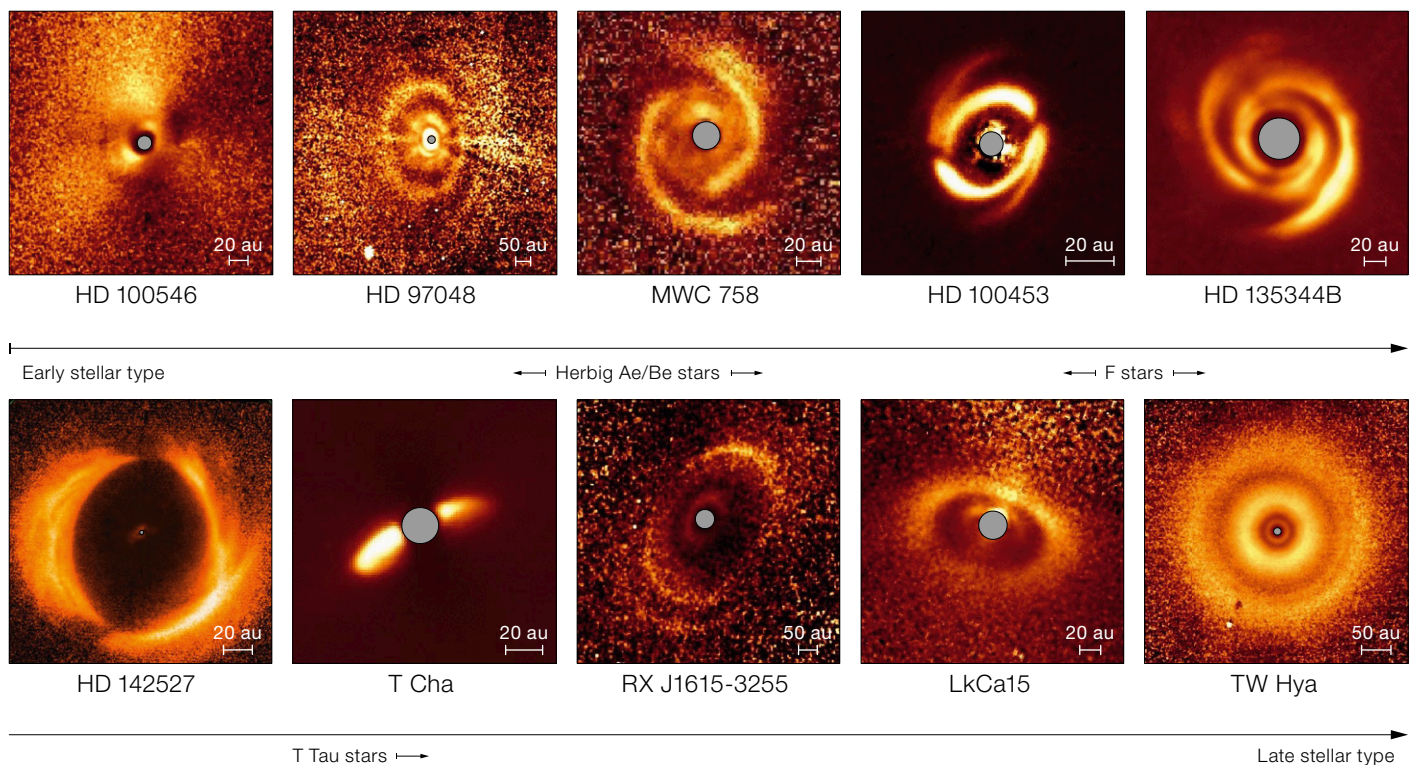 20 au
50 au
20 au
20 au
20 au
HD 100546
HD 97048
MWC 758
HD 100453
HD 135344B
Early stellar type
Herbig Ae/Be stars
F stars
20 au
20 au
50 au
20 au
50 au
HD 142527
T Cha
RX J1615-3255
LkCa15
TW Hya
T Tau stars
Late stellar type